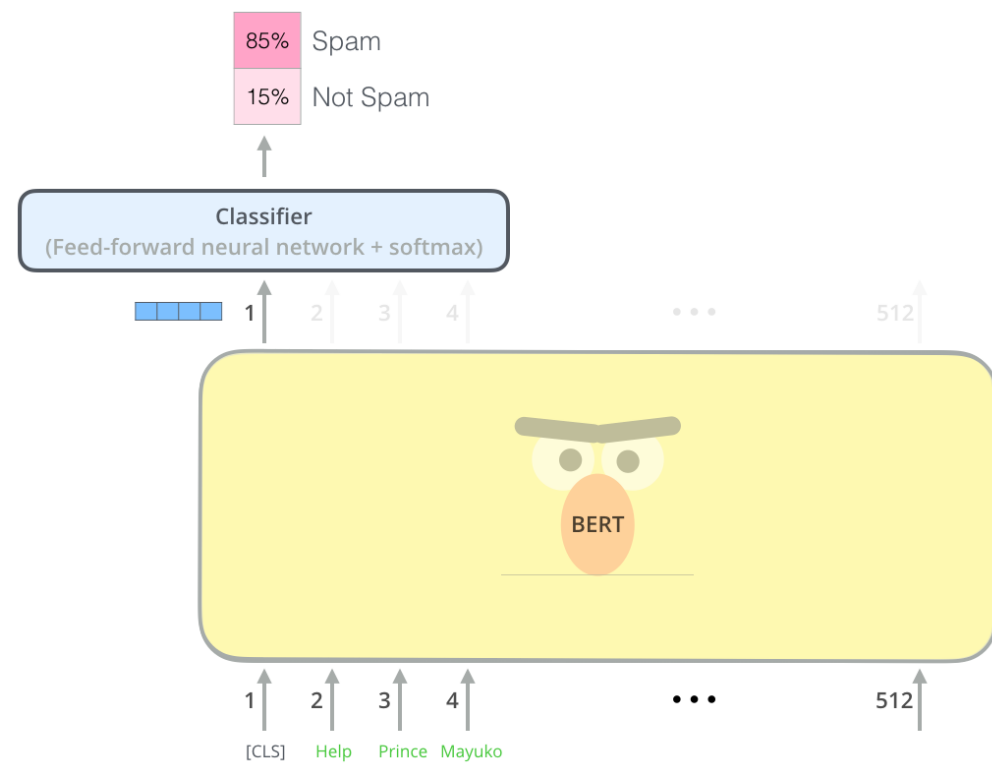 85% Spam
15% Not Spam
Classifier
(Feed-forward neural network + softmax)
1 2 3 4 ••• 512
BERT
1 2 3 4 ••• 512
[CLS] Help Prince Mayuko